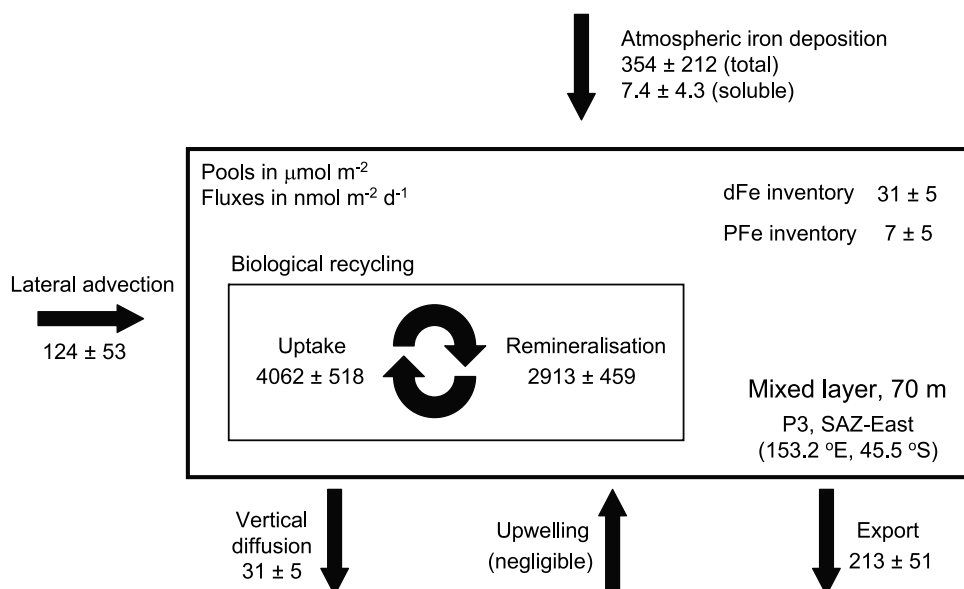 Atmospheric iron deposition
354 ± 212 (total)
7.4 ± 4.3 (soluble)
Pools in μmol m⁻²
Fluxes in nmol m⁻² d⁻¹
dFe inventory 31 ± 5
PFe inventory 7 ± 5
Biological recycling
Lateral advection
124 ± 53
Uptake
4062 ± 518
Remineralisation
2913 ± 459
Mixed layer, 70 m
P3, SAZ-East
(153.2 ºE, 45.5 ºS)
Vertical
diffusion
31 ± 5
Upwelling
(negligible)
Export
213 ± 51